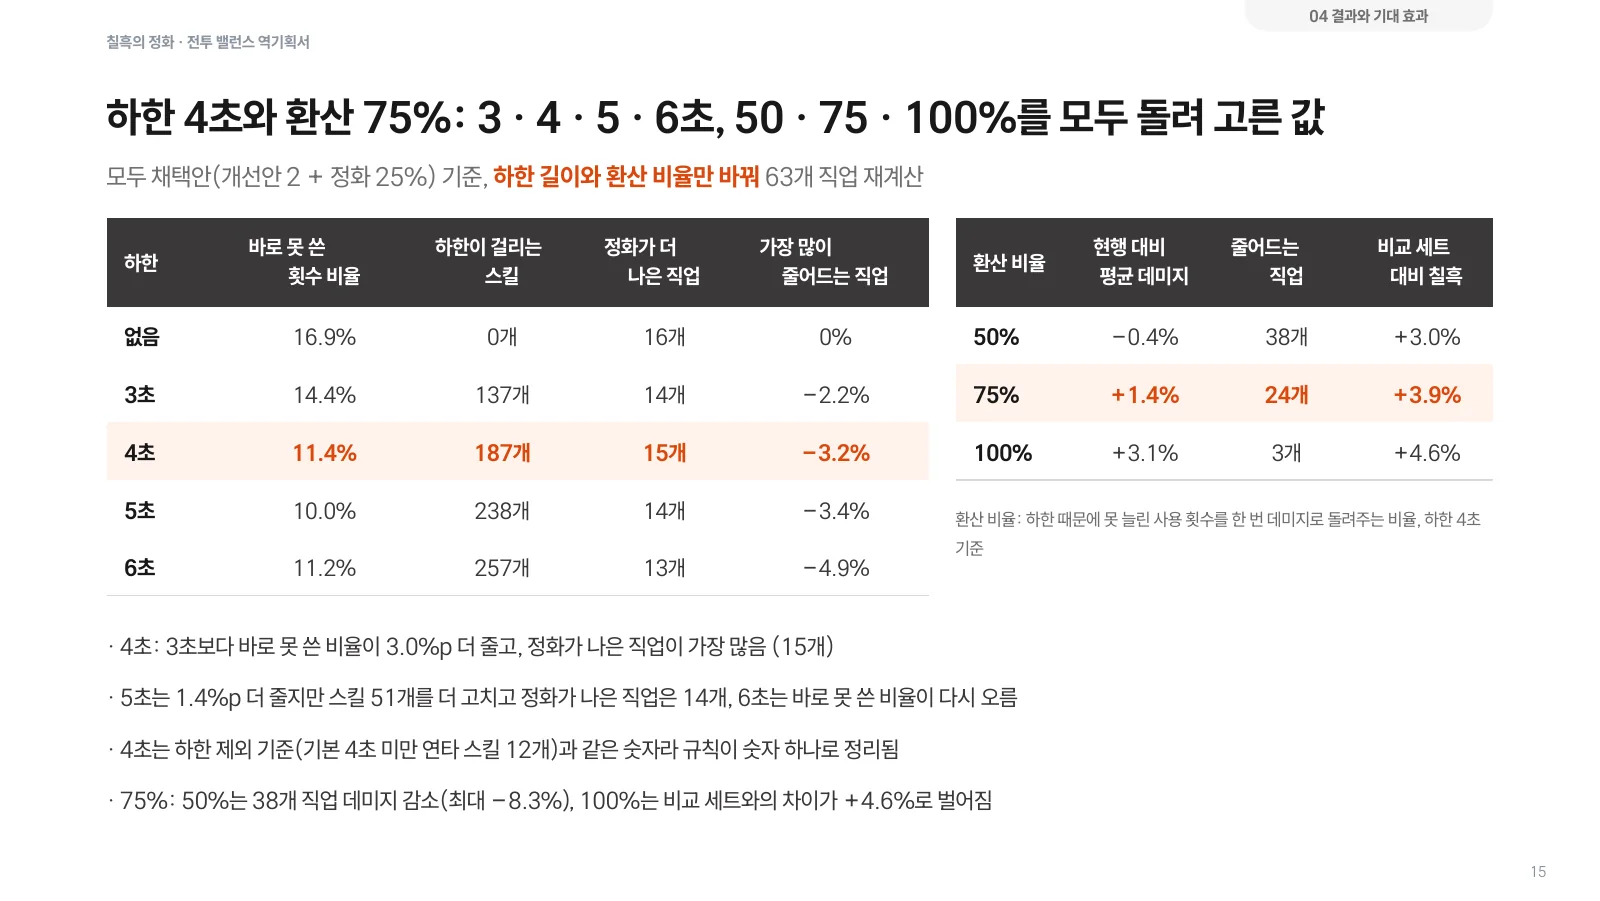 04 결과와 기대 효과
칠흑의 정화 · 전투 밸런스 역기획서
하한 4초와 환산 75%: 3 · 4 · 5 · 6초, 50 · 75 · 100%를 모두 돌려 고른 값
모두 채택안(개선안 2 + 정화 25%) 기준, 하한 길이와 환산 비율만 바꿔 63개 직업 재계산
하한 바로 못 쓴 횟수 비율 하한이 걸리는 스킬 정화가 더 나은 직업 가장 많이 줄어드는 직업
없음 16.9% 0개 16개 0%
3초 14.4% 137개 14개 −2.2%
4초 11.4% 187개 15개 −3.2%
5초 10.0% 238개 14개 −3.4%
6초 11.2% 257개 13개 −4.9%
환산 비율 현행 대비 평균 데미지 줄어드는 직업 비교 세트 대비 칠흑
50% −0.4% 38개 +3.0%
75% +1.4% 24개 +3.9%
100% +3.1% 3개 +4.6%
환산 비율: 하한 때문에 못 늘린 사용 횟수를 한 번 데미지로 돌려주는 비율, 하한 4초
기준
· 4초: 3초보다 바로 못 쓴 비율이 3.0%p 더 줄고, 정화가 나은 직업이 가장 많음 (15개)
· 5초는 1.4%p 더 줄지만 스킬 51개를 더 고치고 정화가 나은 직업은 14개, 6초는 바로 못 쓴 비율이 다시 오름
· 4초는 하한 제외 기준(기본 4초 미만 연타 스킬 12개)과 같은 숫자라 규칙이 숫자 하나로 정리됨
· 75%: 50%는 38개 직업 데미지 감소(최대 −8.3%), 100%는 비교 세트와의 차이가 +4.6%로 벌어짐
15